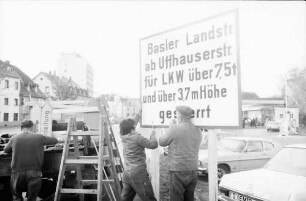 Basler Landstr.
ab Uffhauserstr.
für LKW über 7,5t
und über 3,7m Höhe
gesperrt